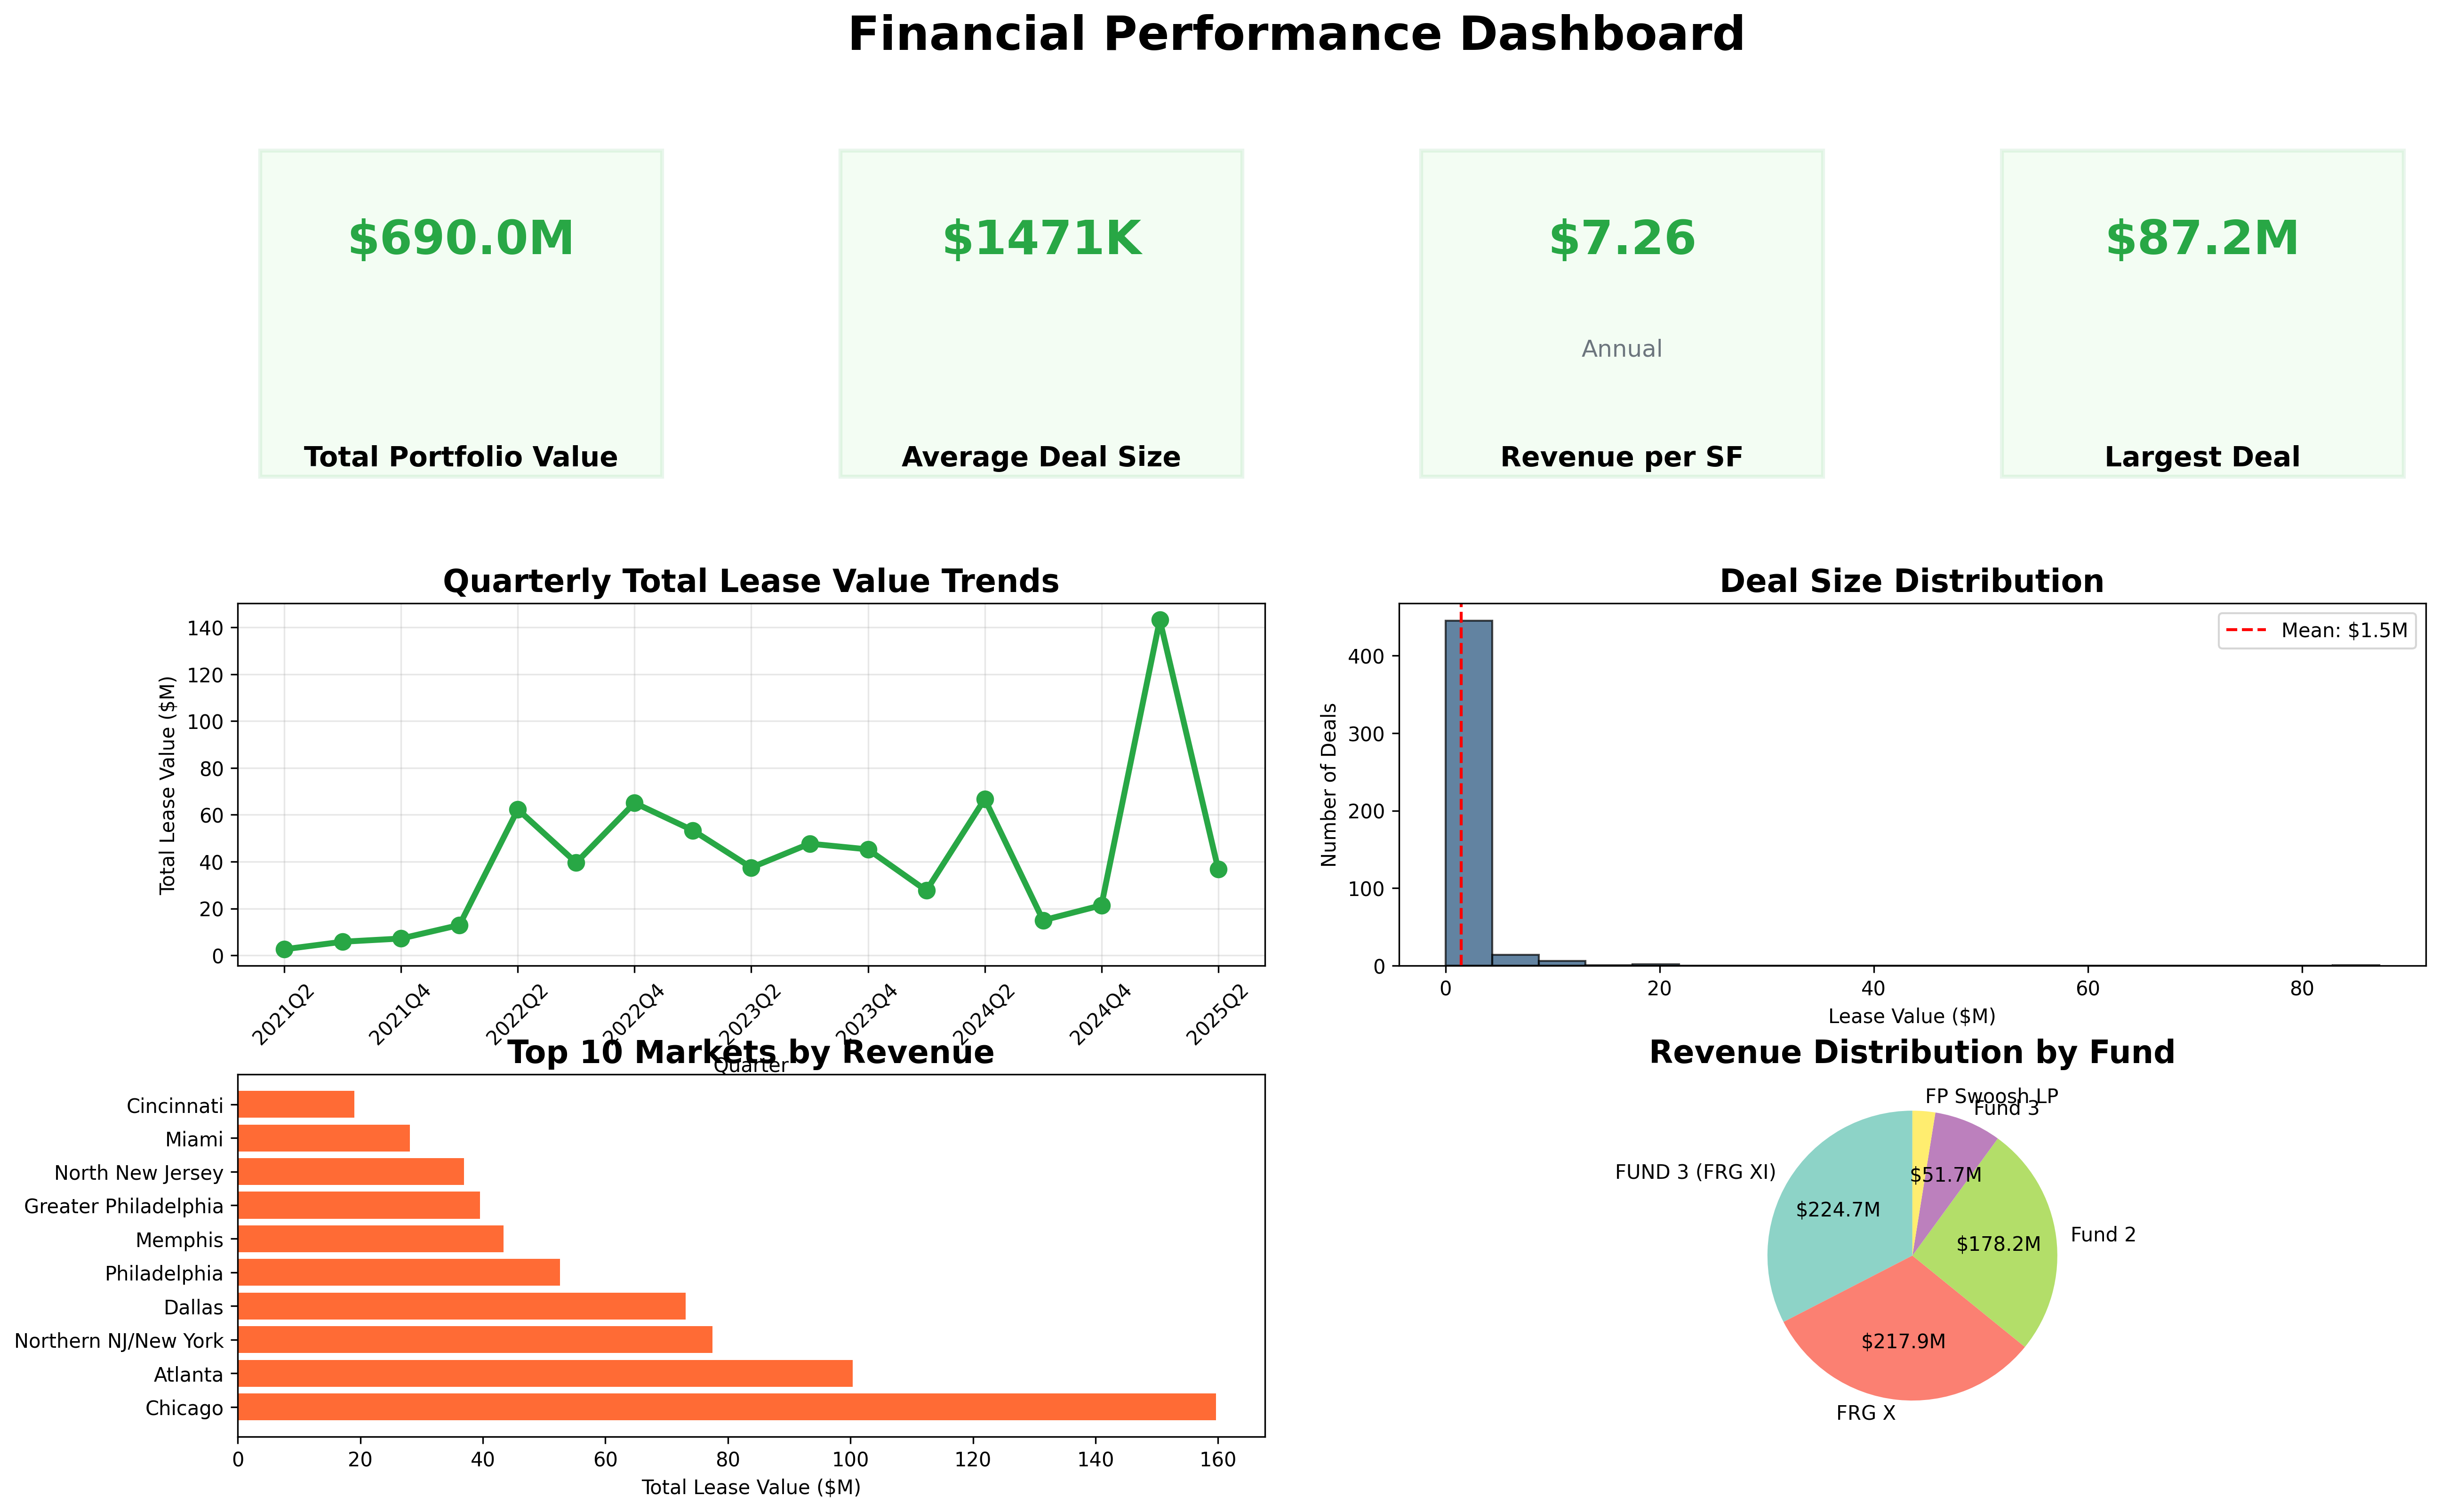 Financial Performance Dashboard
$690.0M
Total Portfolio Value
$1471K
Average Deal Size
$7.26
Annual
Revenue per SF
$87.2M
Largest Deal
Quarterly Total Lease Value Trends
Total Lease Value ($M)
140
120
100
80
60
40
20
0
2021Q2
2021Q4
2022Q2
2022Q4
2023Q2
2023Q4
2024Q2
2024Q4
2025Q2
Quarter
Deal Size Distribution
Mean: $1.5M
Number of Deals
400
300
200
100
0
0
20
40
60
80
Lease Value ($M)
Top 10 Markets by Revenue
Cincinnati
Miami
North New Jersey
Greater Philadelphia
Memphis
Philadelphia
Dallas
Northern NJ/New York
Atlanta
Chicago
0
20
40
60
80
100
120
140
160
Total Lease Value ($M)
Revenue Distribution by Fund
FP Swoosh LP
Fund 3
FUND 3 (FRG XI)
$51.7M
$224.7M
Fund 2
$178.2M
$217.9M
FRG X